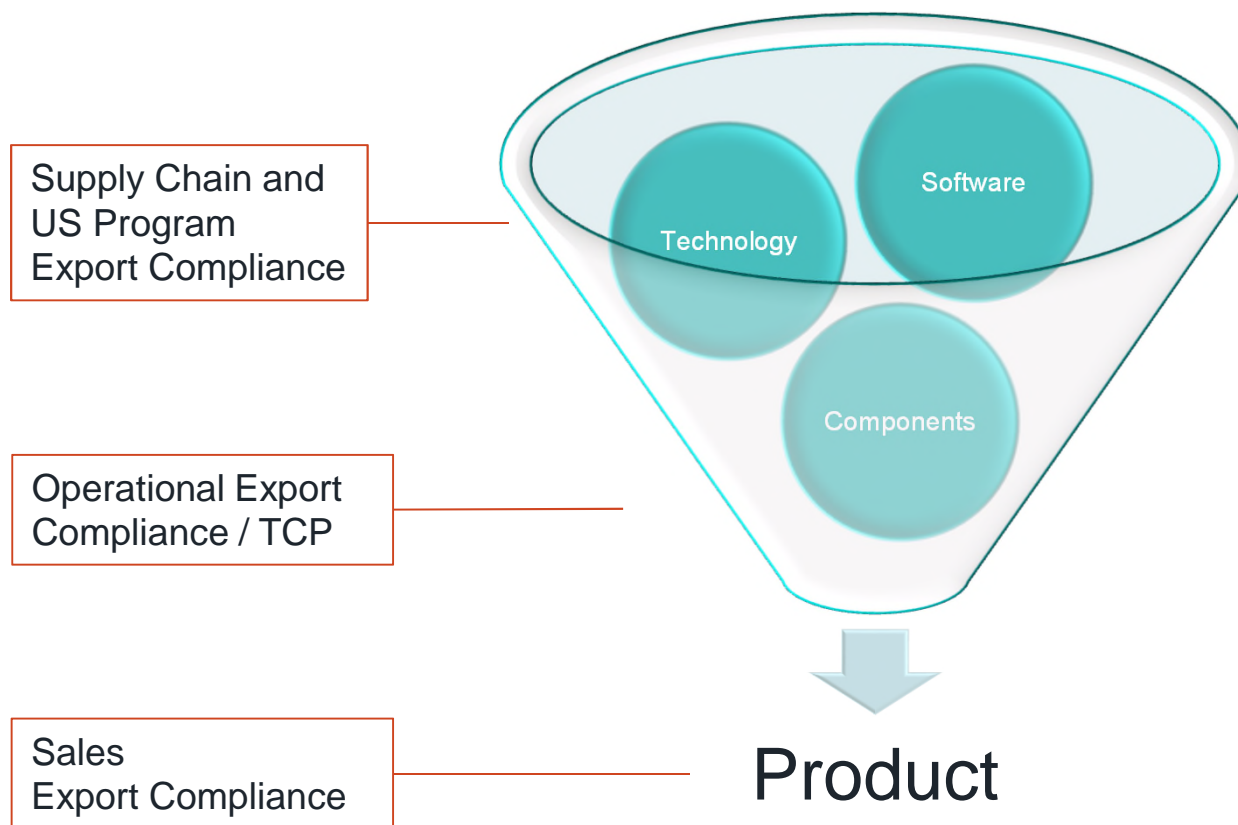 Supply Chain and
US Program
Export Compliance
Software
Technology
Components
Operational Export
Compliance / TCP
Sales
Export Compliance
Product